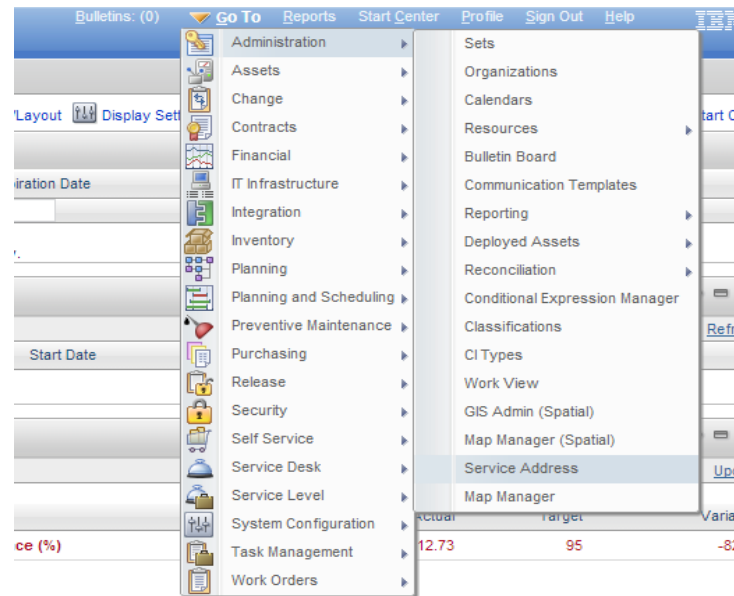 Bulletins: (0) Go To Reports Start Center Profile Sign Out Help IBM
Administration
Assets
Change
Contracts
Financial
IT Infrastructure
Integration
Inventory
Planning
Planning and Scheduling
Preventive Maintenance
Purchasing
Release
Security
Self Service
Service Desk
Service Level
System Configuration
Task Management
Work Orders
Sets
Organizations
Calendars
Resources
Bulletin Board
Communication Templates
Reporting
Deployed Assets
Reconciliation
Conditional Expression Manager
Classifications
CI Types
Work View
GIS Admin (Spatial)
Map Manager (Spatial)
Service Address
Map Manager
/Layout Display Set
tart C
iration Date
y.
Refr
Start Date
Upd
Actual Target Varia
ce (%) 12.73 95 -82